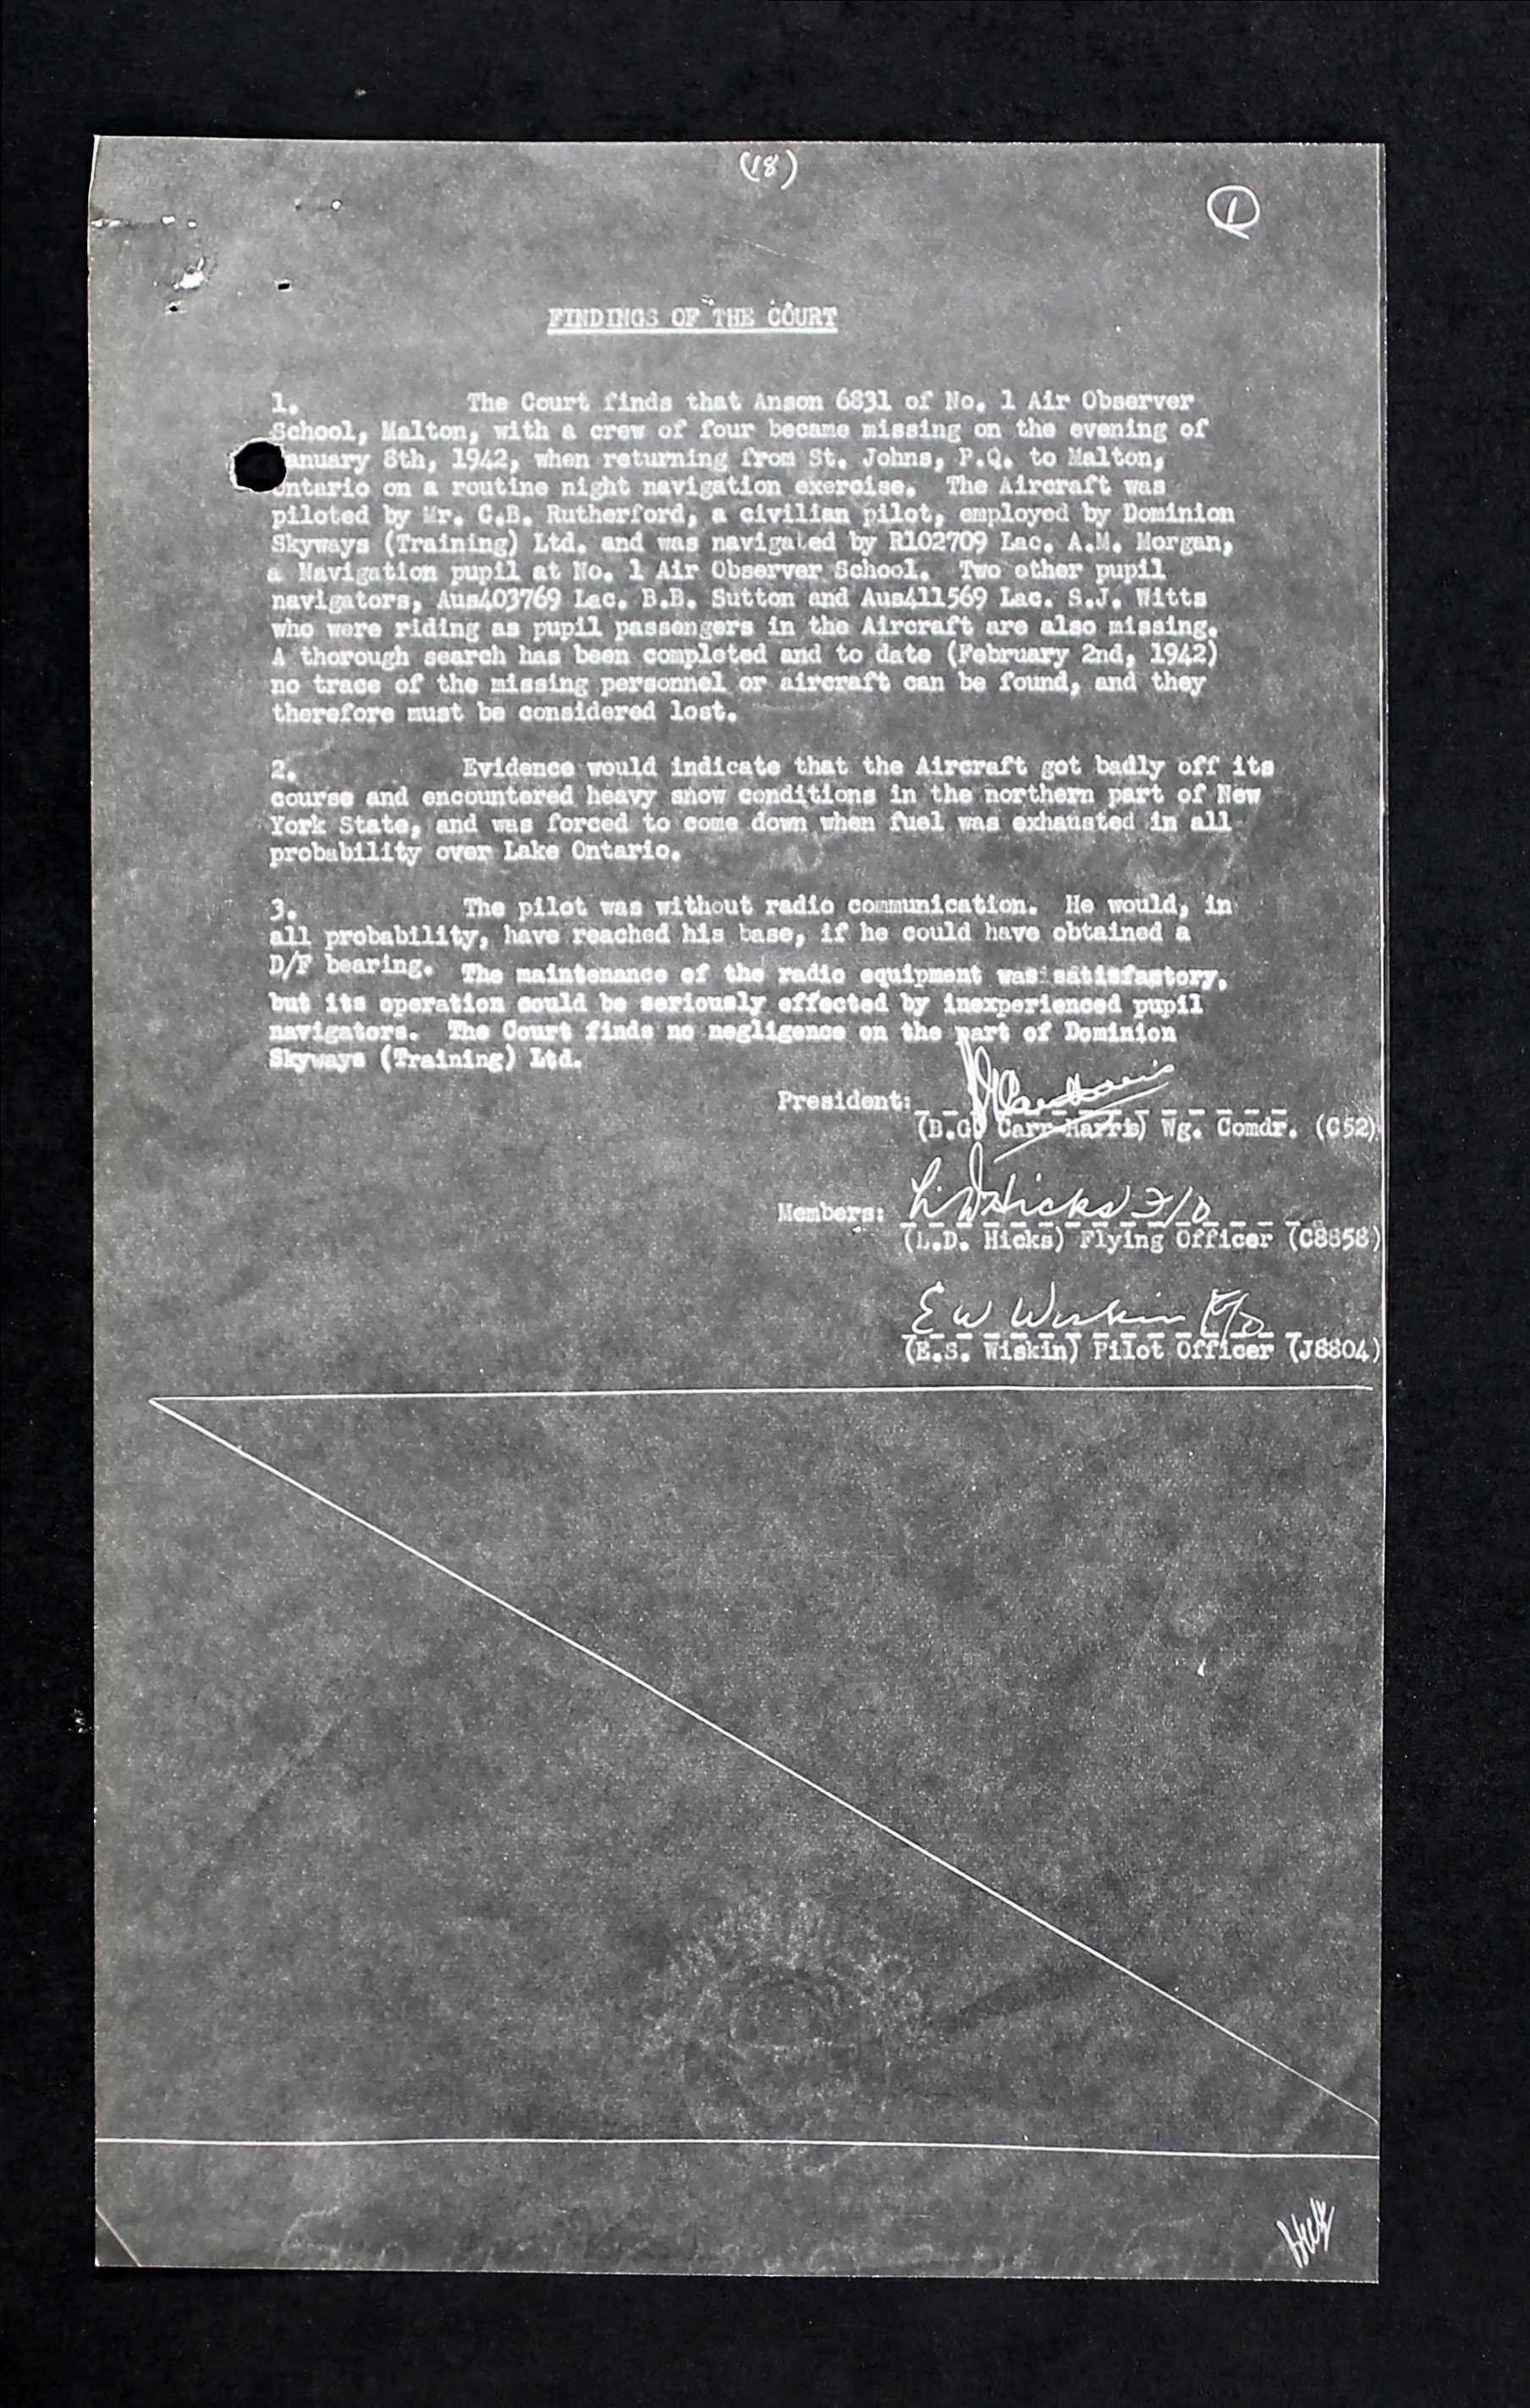 (18)
1
FINDINGS OF THE COURT
1. The Court finds that Anson 6831 of No. 1 Air Observer
School, Malton, with a crew of four became missing on the evening of
anuary 8th, 1942, when returning from St. Johns, P.Q. to Malton,
ntario on a routine night navigation exercise. The Aircraft was
piloted by Mr. C.B. Rutherford, a civilian pilot, employed by Dominion
Skyways (Training) Ltd. and was navigated by R102709 Lac. A.M. Morgan,
a Navigation pupil at No. 1 Air Observer School. Two other pupil
navigators, Aus403769 Lac. B.B. Sutton and Aus411569 Lac. S.J. Witts
who were riding as pupil passengers in the Aircraft are also missing.
A thorough search has been completed and to date (February 2nd, 1942)
no trace of the missing personnel or aircraft can be found, and they
therefore must be considered lost.
2. Evidence would indicate that the Aircraft got badly off its
course and encountered heavy snow conditions in the northern part of New
York State, and was forced to come down when fuel was exhausted in all
probability over Lake Ontario.
3. The pilot was without radio communication. He would, in
all probability, have reached his base, if he could have obtained a
D/F bearing. The maintenance of the radio equipment was satisfactory,
but its operation could be seriously effected by inexperienced pupil
navigators. The Court finds no negligence on the part of Dominion
Skyways (Training) Ltd.
President:
(B.G. Carr-Harris) Wg. Comdr. (C52)
Members: L.D. Hicks F/O
(L.D. Hicks) Flying Officer (C8858)
E W Wiskin P/O
(E.S. Wiskin) Pilot Officer (J8804)